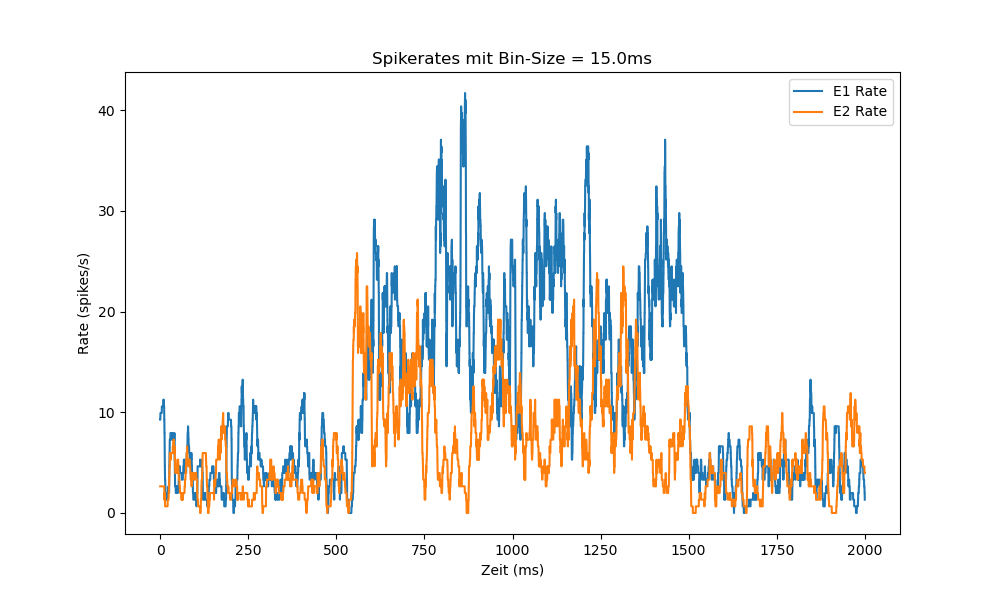 Spikerates mit Bin-Size = 15.0ms
E1 Rate
E2 Rate
Rate (spikes/s)
40
30
20
10
0
0 250 500 750 1000 1250 1500 1750 2000
Zeit (ms)